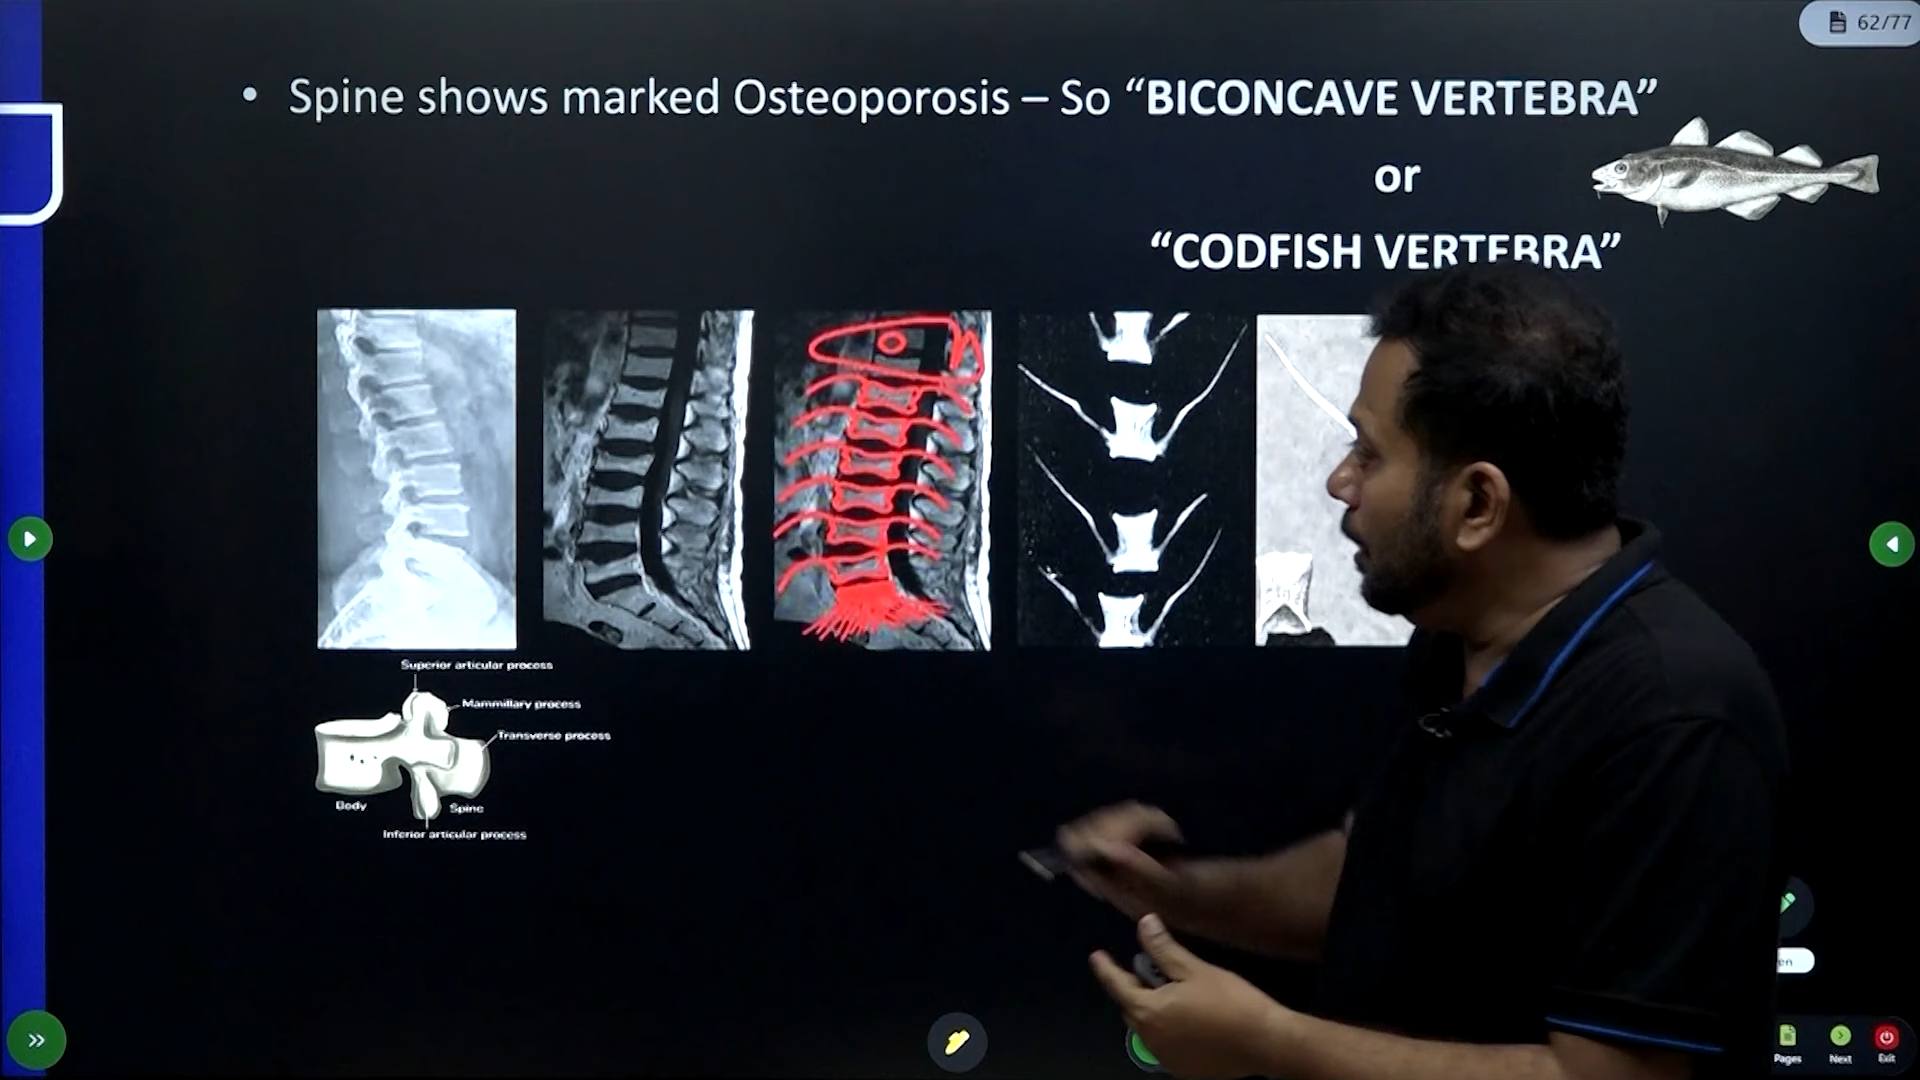 62/77
• Spine shows marked Osteoporosis – So “BICONCAVE VERTEBRA”
or
“CODFISH VERTEBRA”
Superior articular process
Mammillary process
Transverse process
Body
Spine
Inferior articular process
en
Pages
Next
Exit